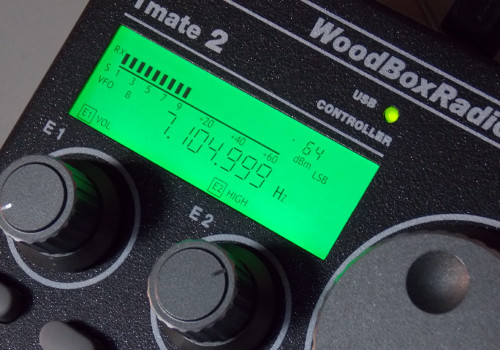 Tmate 2
WoodBoxRadio
USB
CONTROLLER
RX
S 1 3 5 7 9 +20 +40 +60
VFO B
-64 dBm LSB
7.104.999 Hz
E1 VOL
E2 HIGH
E1
E2